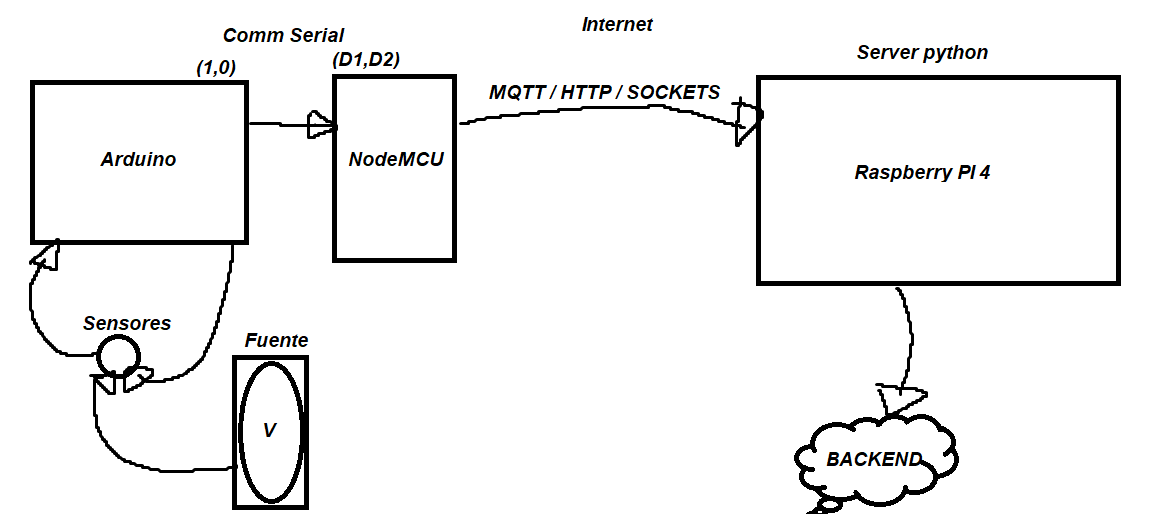 Comm Serial
Internet
(1,0)
(D1,D2)
Server python
MQTT / HTTP / SOCKETS
Arduino
NodeMCU
Raspberry PI 4
Sensores
Fuente
V
BACKEND